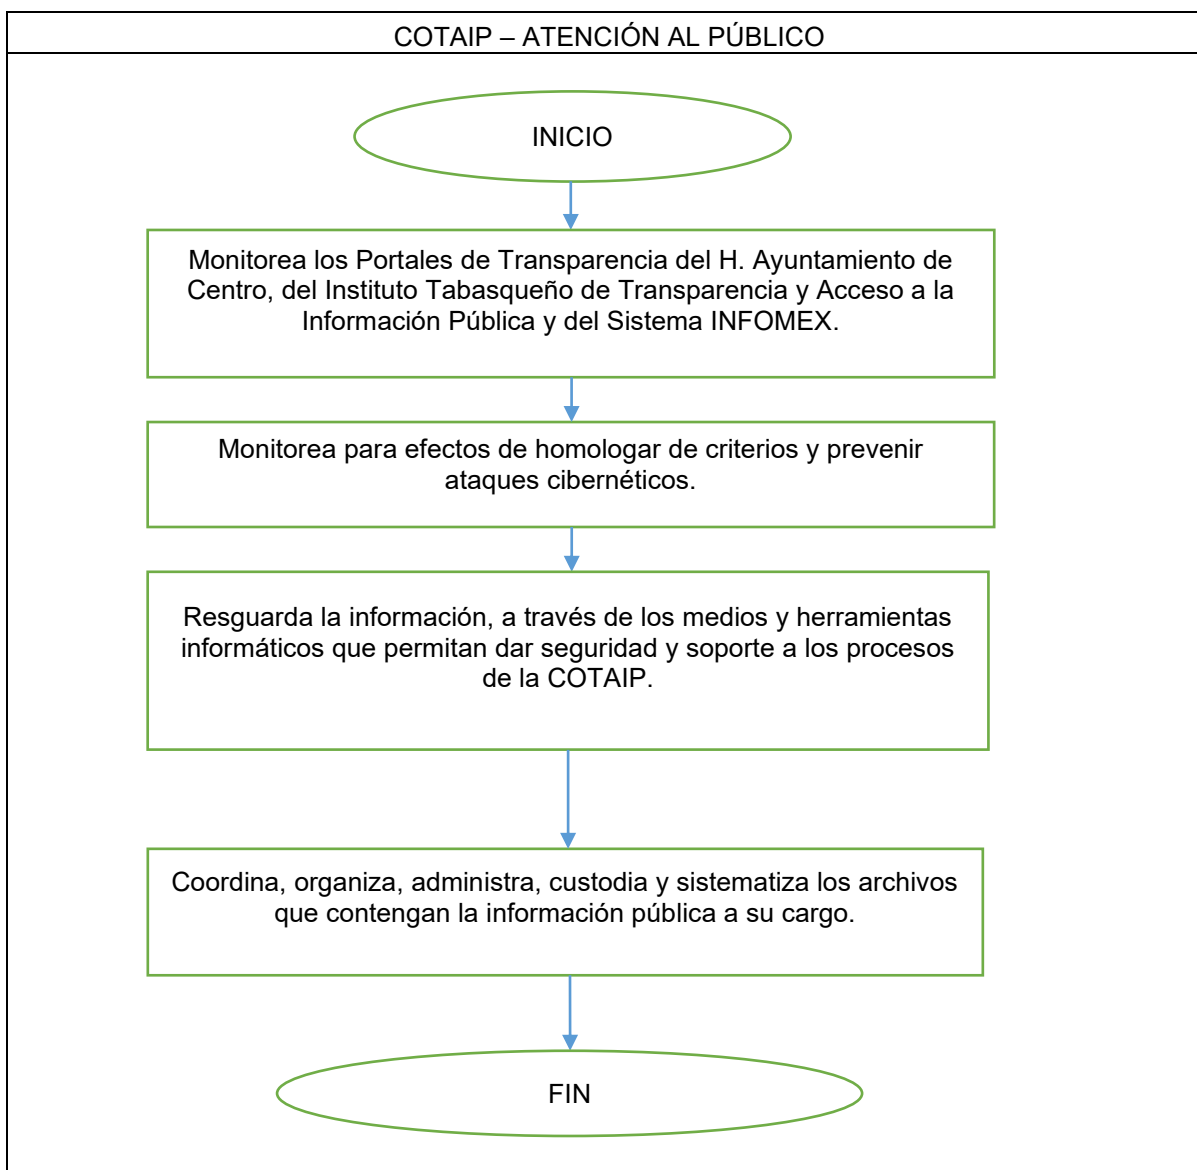 COTAIP – ATENCIÓN AL PÚBLICO
INICIO
Monitorea los Portales de Transparencia del H. Ayuntamiento de
Centro, del Instituto Tabasqueño de Transparencia y Acceso a la
Información Pública y del Sistema INFOMEX.
Monitorea para efectos de homologar de criterios y prevenir
ataques cibernéticos.
Resguarda la información, a través de los medios y herramientas
informáticos que permitan dar seguridad y soporte a los procesos
de la COTAIP.
Coordina, organiza, administra, custodia y sistematiza los archivos
que contengan la información pública a su cargo.
FIN